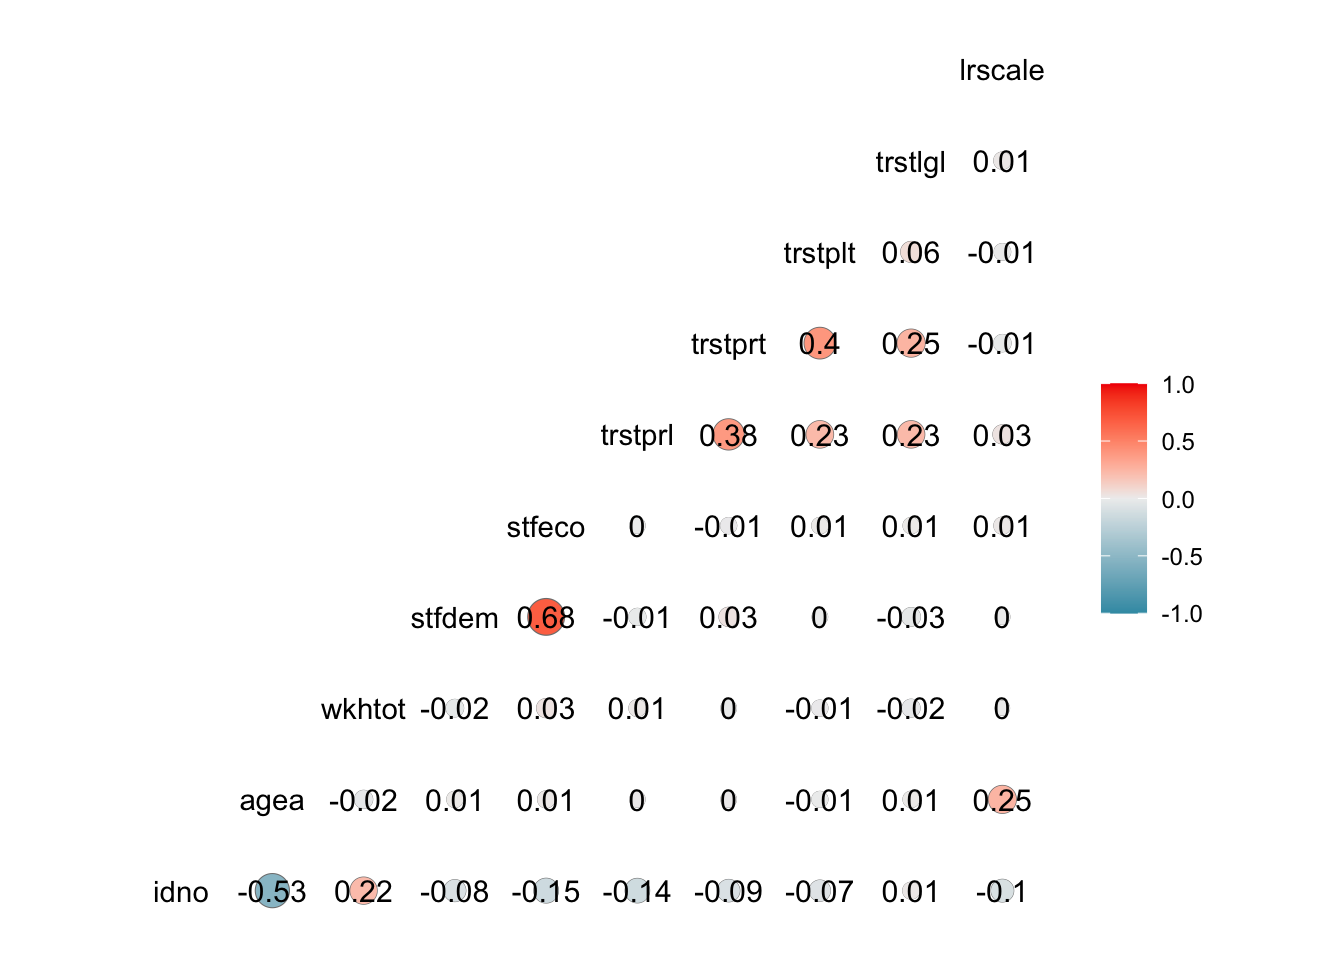 lrscale
trstlgl 0.01
trstplt 0.06 -0.01
trstprt 0.4 0.25 -0.01
trstprl 0.38 0.23 0.23 0.03
stfeco 0 -0.01 0.01 0.01 0.01
stfdem 0.68 -0.01 0.03 0 -0.03 0
wkhtot -0.02 0.03 0.01 0 -0.01 -0.02 0
agea -0.02 0.01 0.01 0 0 -0.01 0.01 0.25
idno -0.53 0.22 -0.08 -0.15 -0.14 -0.09 -0.07 0.01 -0.1
1.0
0.5
0.0
-0.5
-1.0